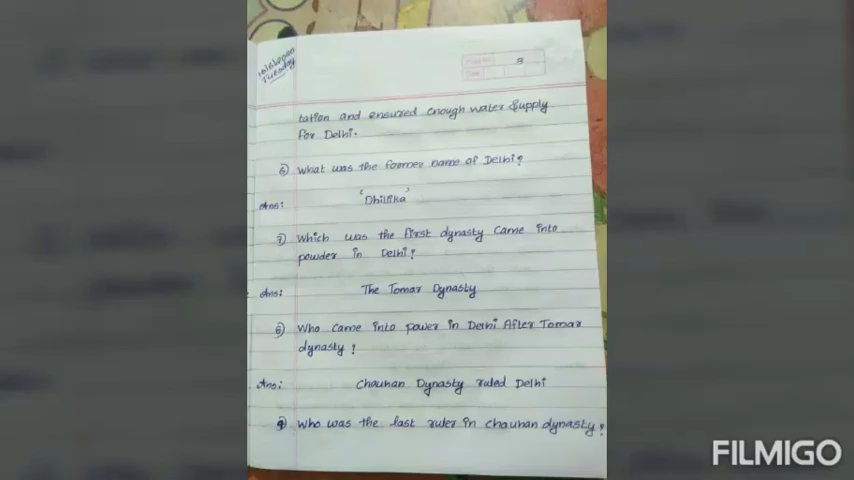 Tuesday
tation and ensured enough water supply
for Delhi.
6) What was the former name of Delhi?
Ans: 'Dhillika'
7) Which was the first dynasty came into
powder in Delhi?
Ans: The Tomar Dynasty
8) Who came into power in Delhi After Tomar
dynasty?
Ans: Chauhan Dynasty ruled Delhi
9) Who was the last ruler in chauhan dynasty?
FILMIGO